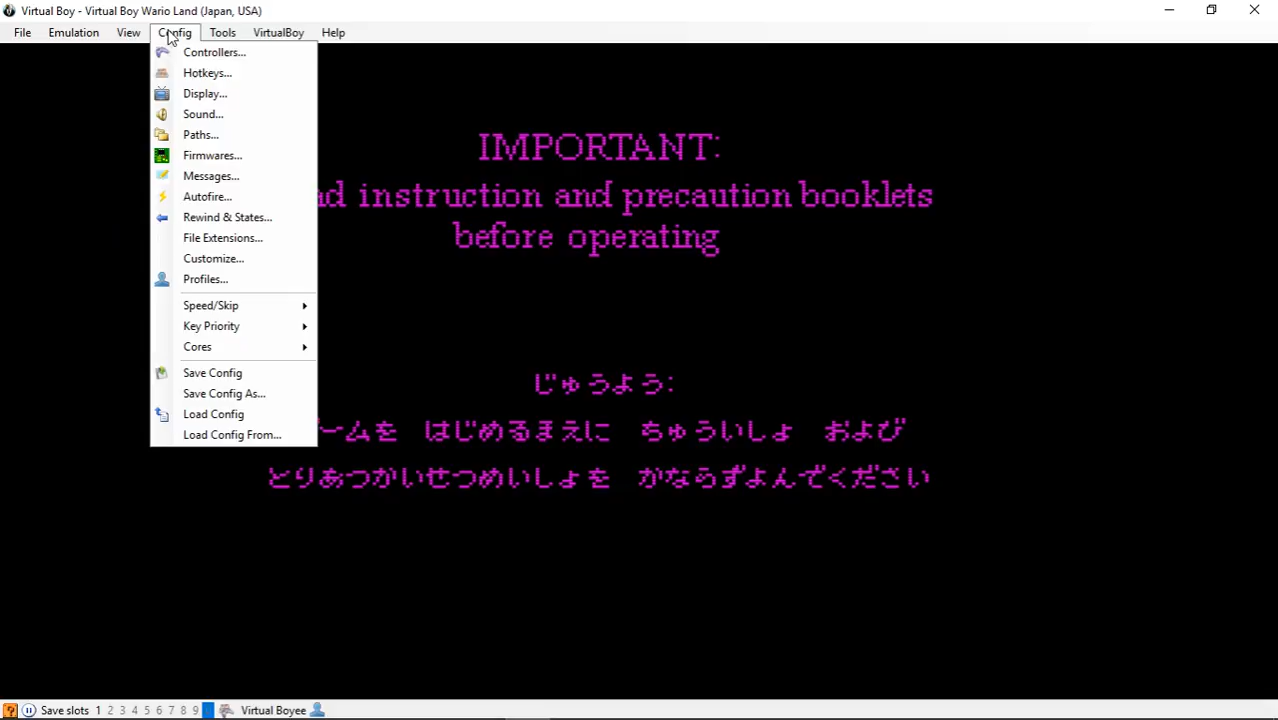 Virtual Boy - Virtual Boy Wario Land (Japan, USA)
File Emulation View Config Tools VirtualBoy Help
Controllers...
Hotkeys...
Display...
Sound...
Paths...
Firmwares...
Messages...
Autofire...
Rewind & States...
File Extensions...
Customize...
Profiles...
Speed/Skip
Key Priority
Cores
Save Config
Save Config As...
Load Config
Load Config From...
IMPORTANT:
instruction and precaution booklets
before operating
じゅうよう:
ームを はじめるまえに ちゅういしょ および
とりあつかいせつめいしょを かならずよんでください
Save slots 1 2 3 4 5 6 7 8 9 Virtual Boyee